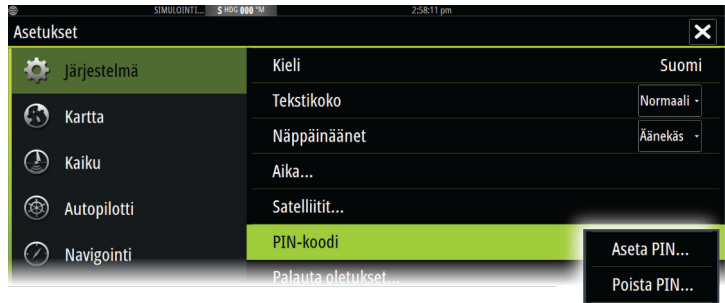 SIMULOINTI... S HDG 000 °M 2:58:11 pm
Asetukset
Järjestelmä
Kartta
Kaiku
Autopilotti
Navigointi
Kieli Suomi
Tekstikoko Normaali
Näppäinäänet Äänekäs
Aika...
Satelliitit...
PIN-koodi
Palauta oletukset...
Aseta PIN...
Poista PIN...